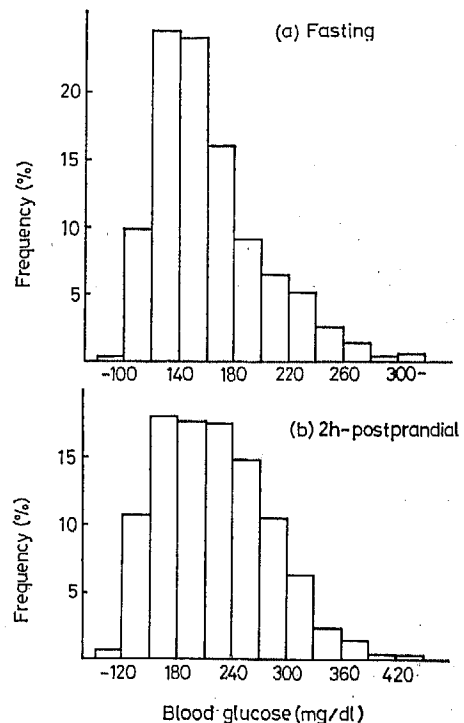 (a) Fasting
20
15
10
5
Frequency (%)
-100 140 180 220 260 300-
(b) 2h-postprandial
15
10
5
Frequency (%)
-120 180 240 300 360 420-
Blood glucose (mg/dl)